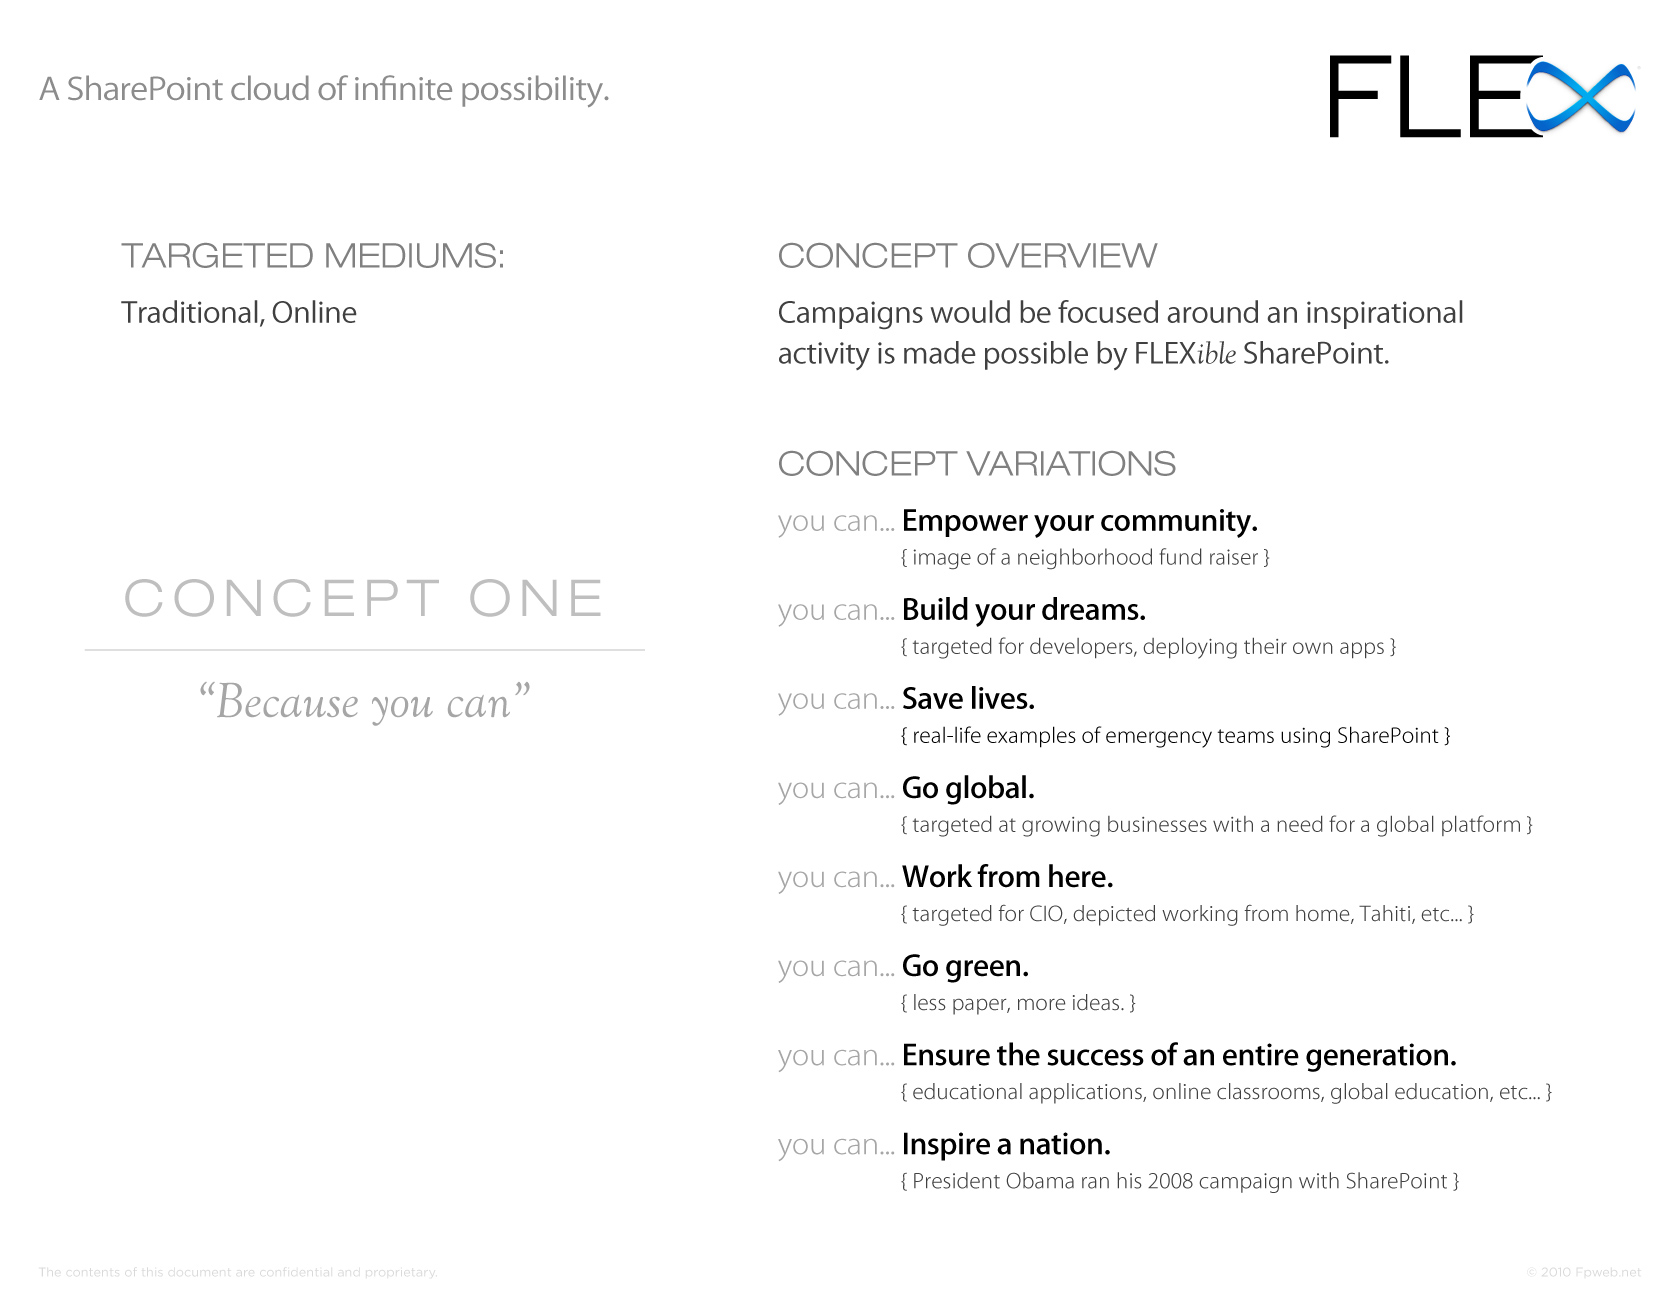 A SharePoint cloud of infinite possibility.
FLEX
TARGETED MEDIUMS:
Traditional, Online
CONCEPT ONE
“Because you can”
CONCEPT OVERVIEW
Campaigns would be focused around an inspirational
activity is made possible by FLEXible SharePoint.
CONCEPT VARIATIONS
you can... Empower your community.
{ image of a neighborhood fund raiser }
you can... Build your dreams.
{ targeted for developers, deploying their own apps }
you can... Save lives.
{ real-life examples of emergency teams using SharePoint }
you can... Go global.
{ targeted at growing businesses with a need for a global platform }
you can... Work from here.
{ targeted for CIO, depicted working from home, Tahiti, etc... }
you can... Go green.
{ less paper, more ideas. }
you can... Ensure the success of an entire generation.
{ educational applications, online classrooms, global education, etc... }
you can... Inspire a nation.
{ President Obama ran his 2008 campaign with SharePoint }
The contents of this document are confidential and proprietary.
© 2010 Fpweb.net